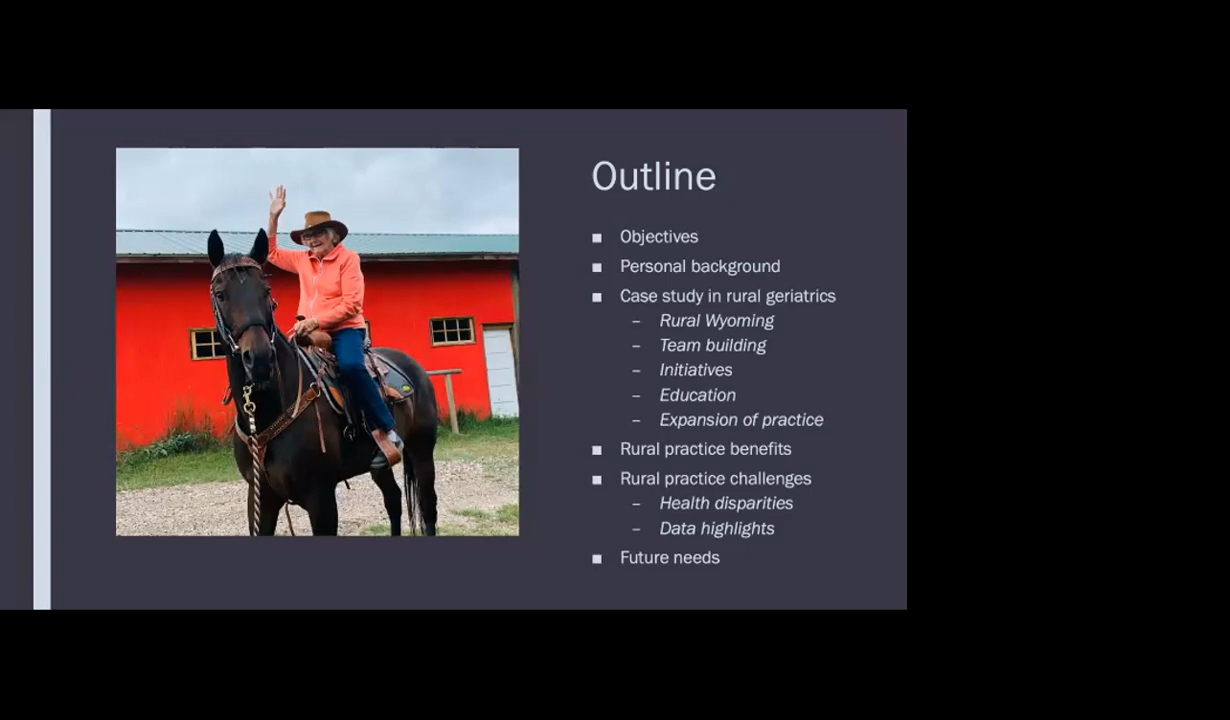 Outline
■ Objectives
■ Personal background
■ Case study in rural geriatrics
– Rural Wyoming
– Team building
– Initiatives
– Education
– Expansion of practice
■ Rural practice benefits
■ Rural practice challenges
– Health disparities
– Data highlights
■ Future needs